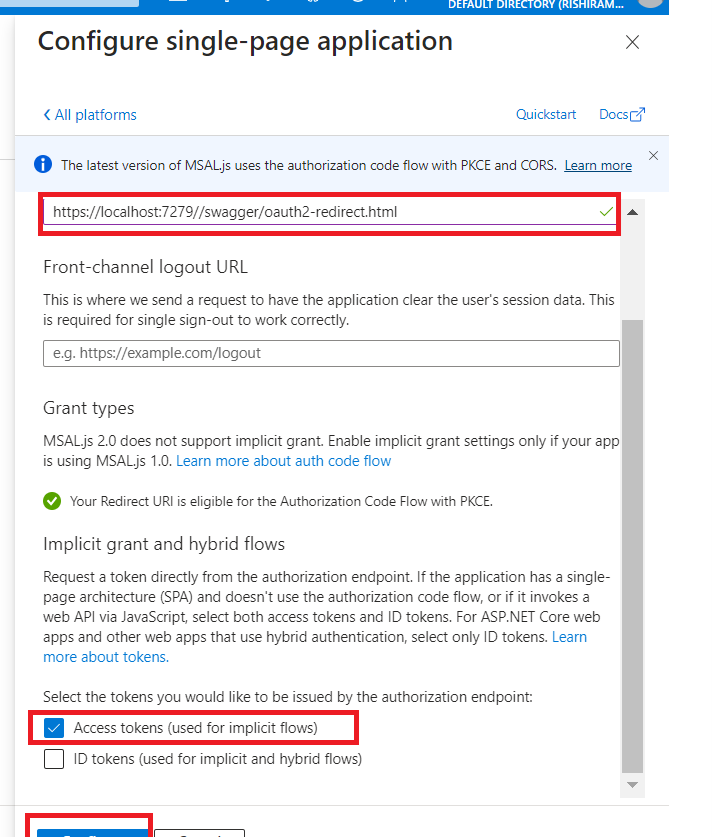 DEFAULT DIRECTORY (RISHIRAM...
Configure single-page application
All platforms
Quickstart
Docs
The latest version of MSAL.js uses the authorization code flow with PKCE and CORS. Learn more
https://localhost:7279//swagger/oauth2-redirect.html
Front-channel logout URL
This is where we send a request to have the application clear the user's session data. This
is required for single sign-out to work correctly.
e.g. https://example.com/logout
Grant types
MSAL.js 2.0 does not support implicit grant. Enable implicit grant settings only if your app
is using MSAL.js 1.0. Learn more about auth code flow
Your Redirect URI is eligible for the Authorization Code Flow with PKCE.
Implicit grant and hybrid flows
Request a token directly from the authorization endpoint. If the application has a single-
page architecture (SPA) and doesn't use the authorization code flow, or if it invokes a
web API via JavaScript, select both access tokens and ID tokens. For ASP.NET Core web
apps and other web apps that use hybrid authentication, select only ID tokens. Learn
more about tokens.
Select the tokens you would like to be issued by the authorization endpoint:
Access tokens (used for implicit flows)
ID tokens (used for implicit and hybrid flows)